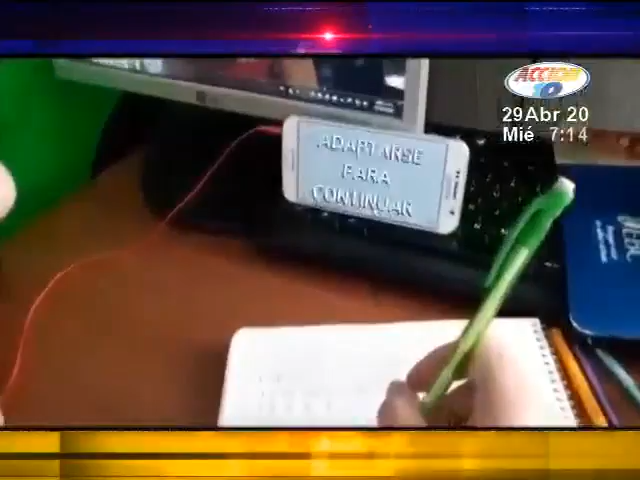 ACCION
10
29Abr 20
Mié 7:14
ADAPTARSE
PARA
CONTINUAR